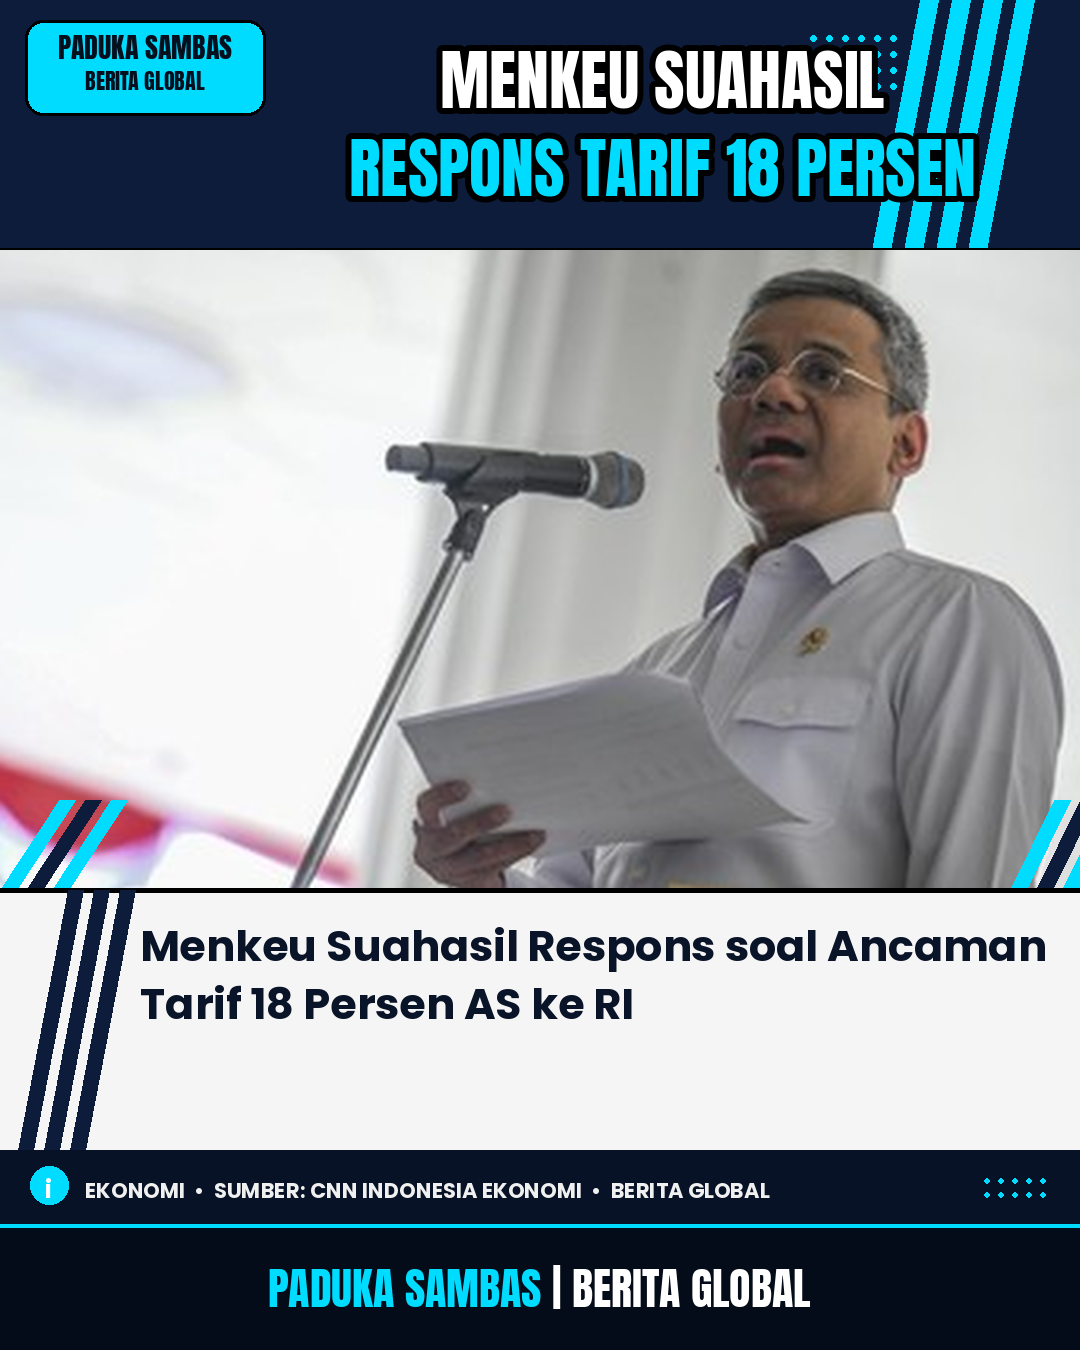 PADUKA SAMBAS
BERITA GLOBAL
MENKEU SUAHASIL
RESPONS TARIF 18 PERSEN
Menkeu Suahasil Respons soal Ancaman
Tarif 18 Persen AS ke RI
i EKONOMI • SUMBER: CNN INDONESIA EKONOMI • BERITA GLOBAL
PADUKA SAMBAS | BERITA GLOBAL